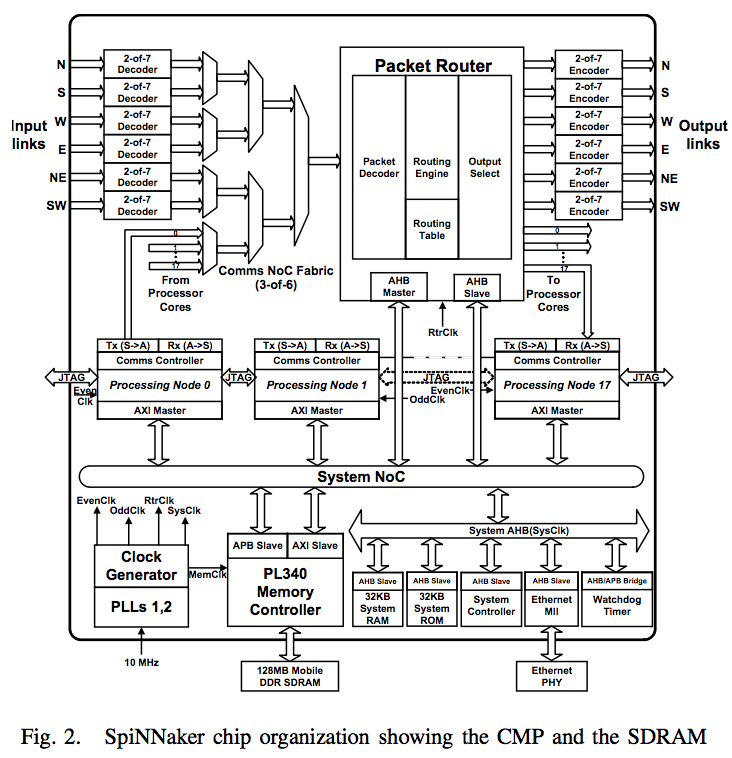 Packet Router
Input
links
N
S
W
E
NE
SW
2-of-7
Decoder
2-of-7
Decoder
2-of-7
Decoder
2-of-7
Decoder
2-of-7
Decoder
2-of-7
Decoder
0
1
17
From
Processor
Cores
Comms NoC Fabric
(3-of-6)
Packet
Decoder
Routing
Engine
Routing
Table
Output
Select
AHB
Master
AHB
Slave
RtrClk
2-of-7
Encoder
2-of-7
Encoder
2-of-7
Encoder
2-of-7
Encoder
2-of-7
Encoder
2-of-7
Encoder
N
S
W
E
NE
SW
Output
links
0
1
17
To
Processor
Cores
Tx (S->A) Rx (A->S)
Comms Controller
Processing Node 0
AXI Master
JTAG
Even
Clk
JTAG
Tx (S->A) Rx (A->S)
Comms Controller
Processing Node 1
AXI Master
JTAG
OddClk
EvenClk
Tx (S->A) Rx (A->S)
Comms Controller
Processing Node 17
AXI Master
JTAG
System NoC
EvenClk
OddClk
RtrClk
SysClk
Clock
Generator
PLLs 1,2
10 MHz
MemClk
APB Slave AXI Slave
PL340
Memory
Controller
128MB Mobile
DDR SDRAM
System AHB(SysClk)
AHB Slave
32KB
System
RAM
AHB Slave
32KB
System
ROM
AHB Slave
System
Controller
AHB Slave
Ethernet
MII
AHB/APB Bridge
Watchdog
Timer
Ethernet
PHY
Fig. 2. SpiNNaker chip organization showing the CMP and the SDRAM